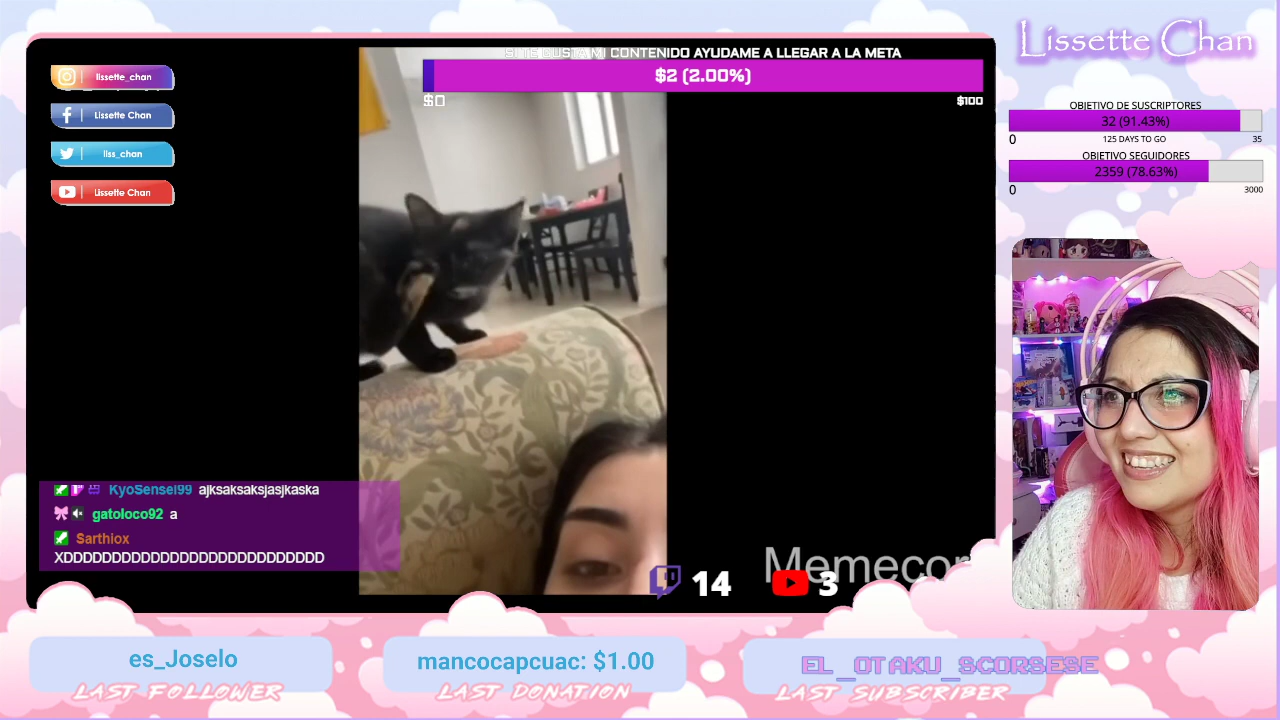 Lissette Chan
SI TE GUSTA MI CONTENIDO AYUDAME A LLEGAR A LA META
$2 (2.00%)
$0
$100
lissette_chan
Lissette Chan
liss_chan
Lissette Chan
OBJETIVO DE SUSCRIPTORES
32 (91.43%)
0
125 DAYS TO GO
35
OBJETIVO SEGUIDORES
2359 (78.63%)
0
3000
KyoSensei99 ajksaksaksjasjkaska
gatoloco92 a
Sarthiox
XDDDDDDDDDDDDDDDDDDDDDDDDDDD
Memecor
14
3
es_Joselo
LAST FOLLOWER
mancocapcuac: $1.00
LAST DONATION
EL_OTAKU_SCORSESE
LAST SUBSCRIBER